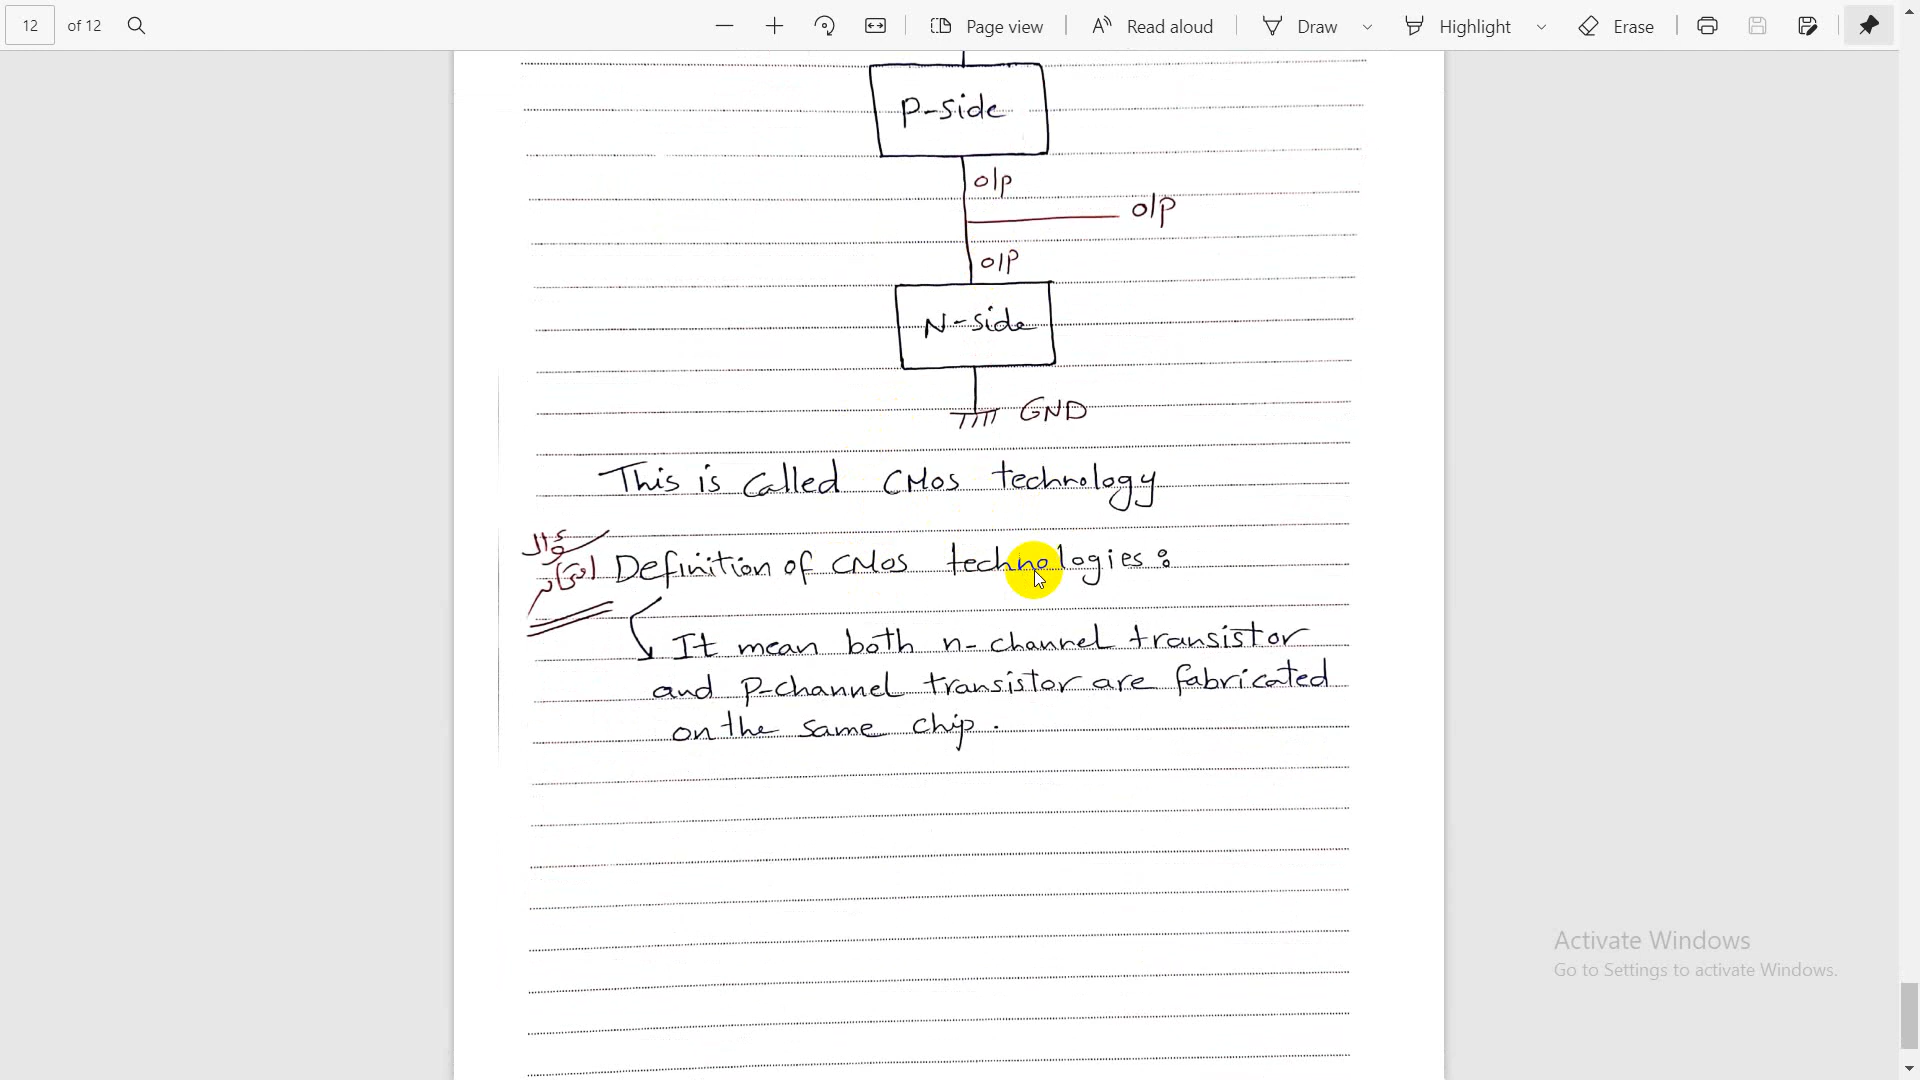 12 of 12
Page view
Read aloud
Draw
Highlight
Erase
P-side
o/p
o/p
o/p
N-side
GND
This is called CMos technology
سؤال
امتحان
Definition of CMos technologies:
It mean both n-channel transistor
and p-channel transistor are fabricated
on the same chip.
Activate Windows
Go to Settings to activate Windows.